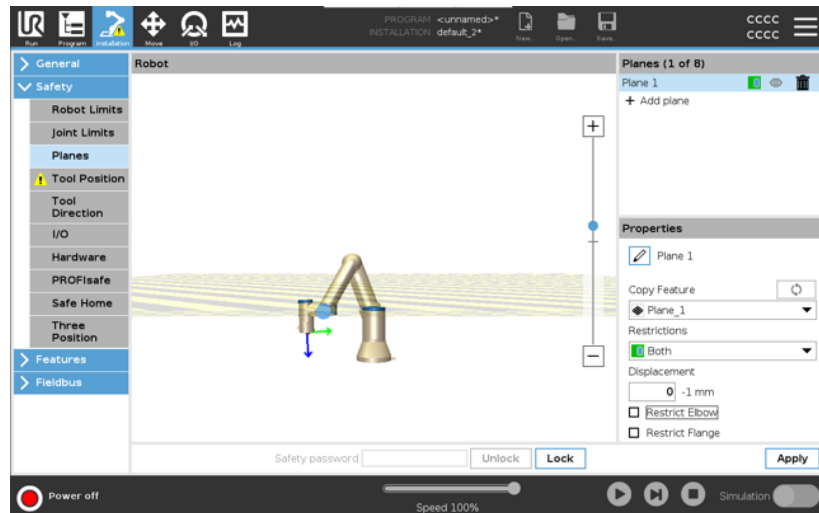 PROGRAM <unnamed>*
INSTALLATION default_2*
CCCC
CCCC
Run Program Installation Move I/O Log New... Open... Save...
General
Safety
Robot Limits
Joint Limits
Planes
Tool Position
Tool
Direction
I/O
Hardware
PROFIsafe
Safe Home
Three
Position
Features
Fieldbus
Robot
Planes (1 of 8)
Plane 1
+ Add plane
Properties
Plane 1
Copy Feature
Plane_1
Restrictions
Both
Displacement
0 -1 mm
Restrict Elbow
Restrict Flange
Safety password Unlock Lock Apply
Power off
Speed 100%
Simulation